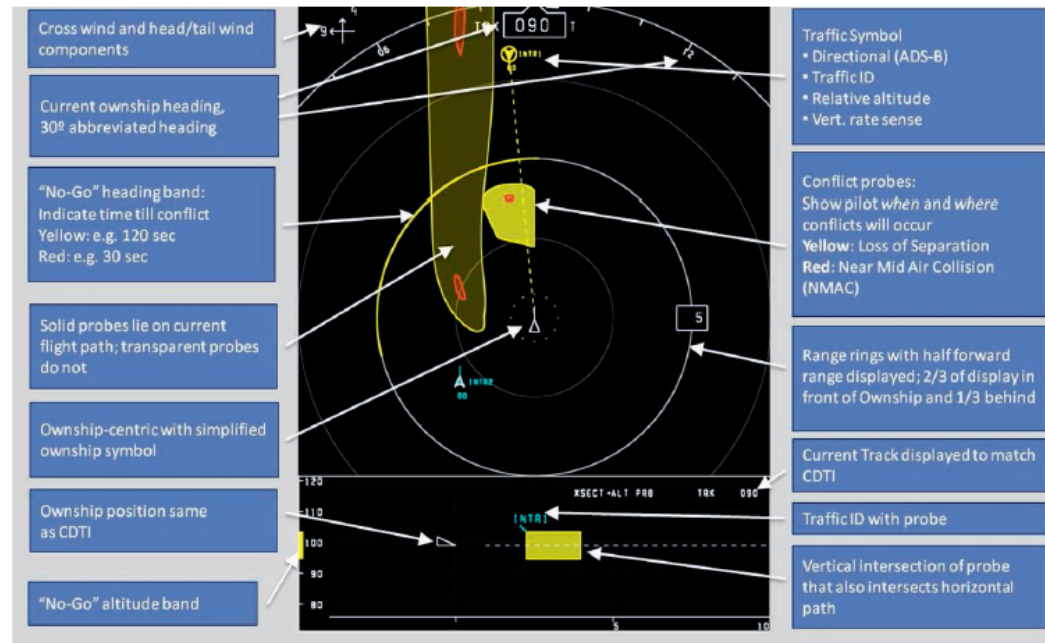 Cross wind and head/tail wind
components
Current ownship heading,
30º abbreviated heading
“No-Go” heading band:
Indicate time till conflict
Yellow: e.g. 120 sec
Red: e.g. 30 sec
Solid probes lie on current
flight path; transparent probes
do not
Ownship-centric with simplified
ownship symbol
Ownship position same
as CDTI
“No-Go” altitude band
4
9
TRK 090 T
06
12
INTR1
5
INTR2
00
120
XSECT→ALT PRB TRK 090
INTR1
100
90
80
5
10
Traffic Symbol
• Directional (ADS-B)
• Traffic ID
• Relative altitude
• Vert. rate sense
Conflict probes:
Show pilot when and where
conflicts will occur
Yellow: Loss of Separation
Red: Near Mid Air Collision
(NMAC)
Range rings with half forward
range displayed; 2/3 of display in
front of Ownship and 1/3 behind
Current Track displayed to match
CDTI
Traffic ID with probe
Vertical intersection of probe
that also intersects horizontal
path